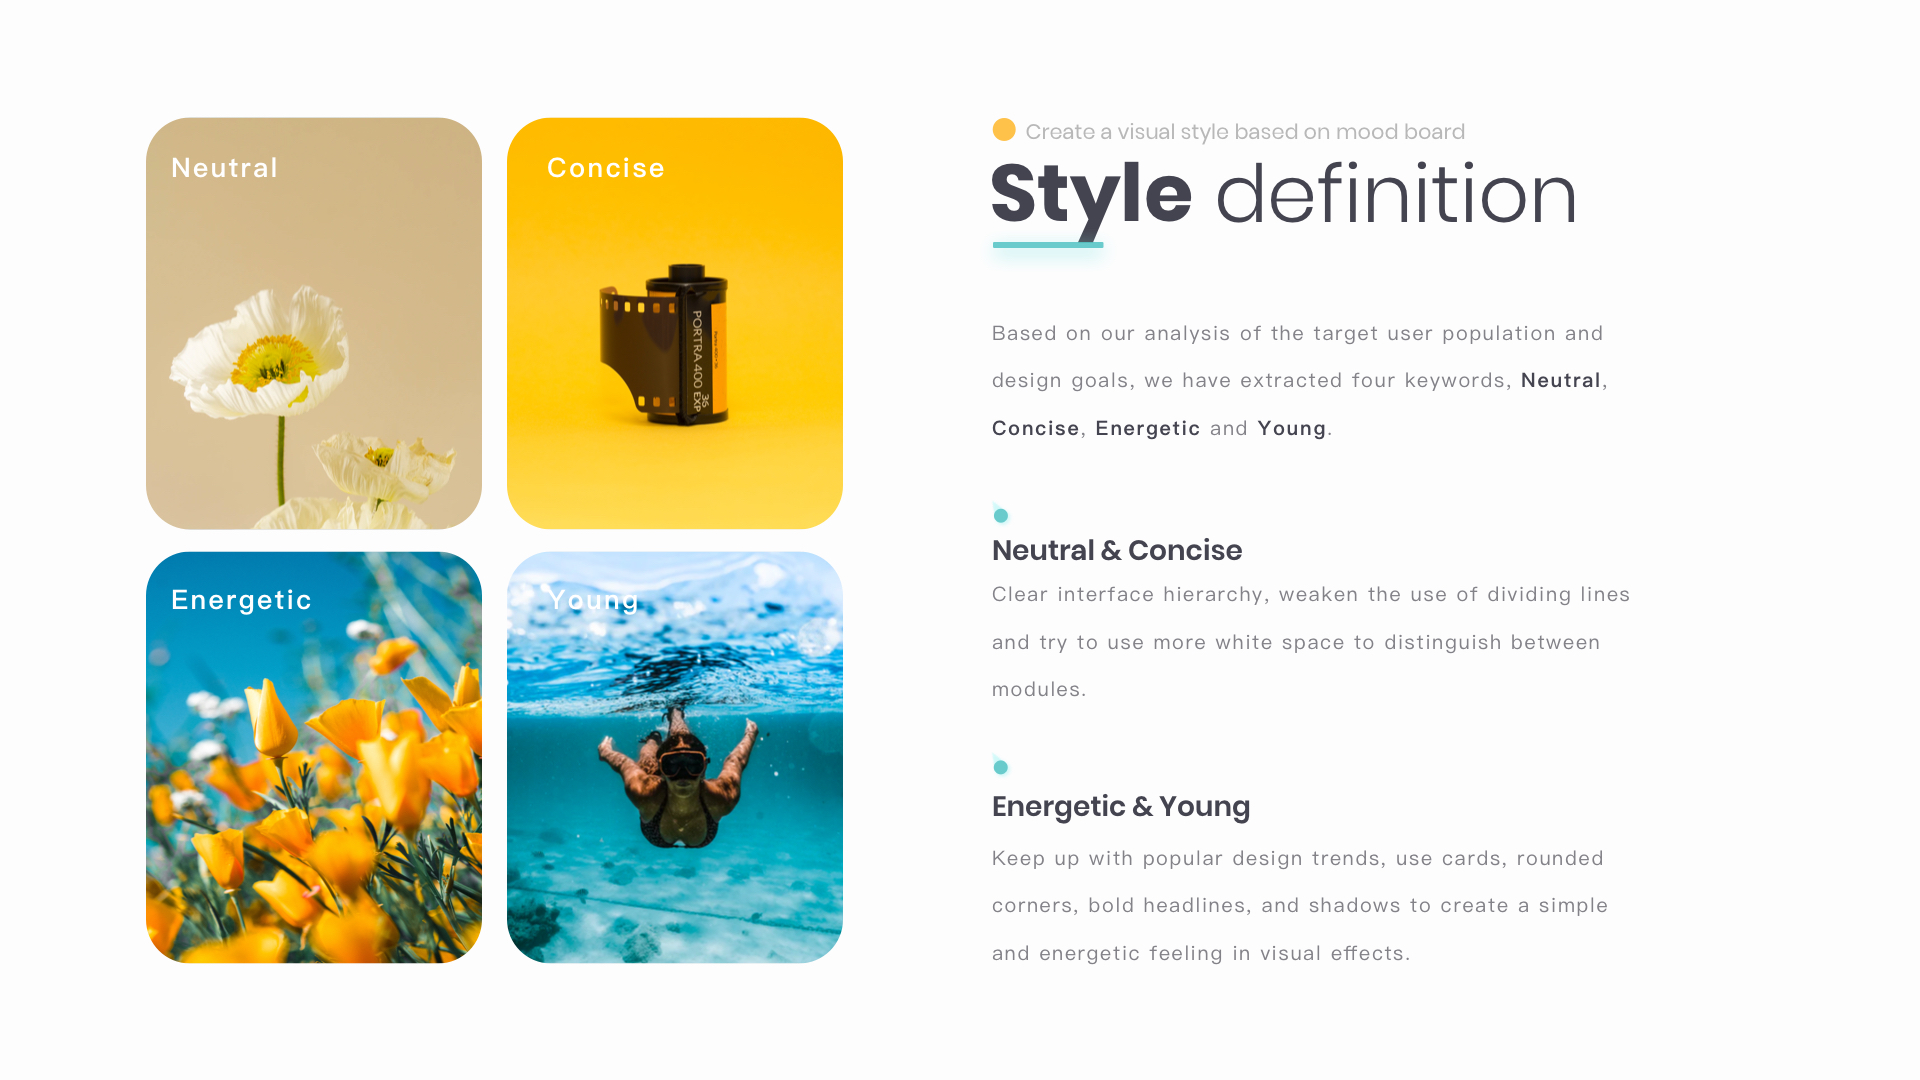 Neutral
Concise
PORTRA 400 EXP
36
Energetic
Young
Create a visual style based on mood board
Style definition
Based on our analysis of the target user population and
design goals, we have extracted four keywords, Neutral,
Concise, Energetic and Young.
Neutral & Concise
Clear interface hierarchy, weaken the use of dividing lines
and try to use more white space to distinguish between
modules.
Energetic & Young
Keep up with popular design trends, use cards, rounded
corners, bold headlines, and shadows to create a simple
and energetic feeling in visual effects.